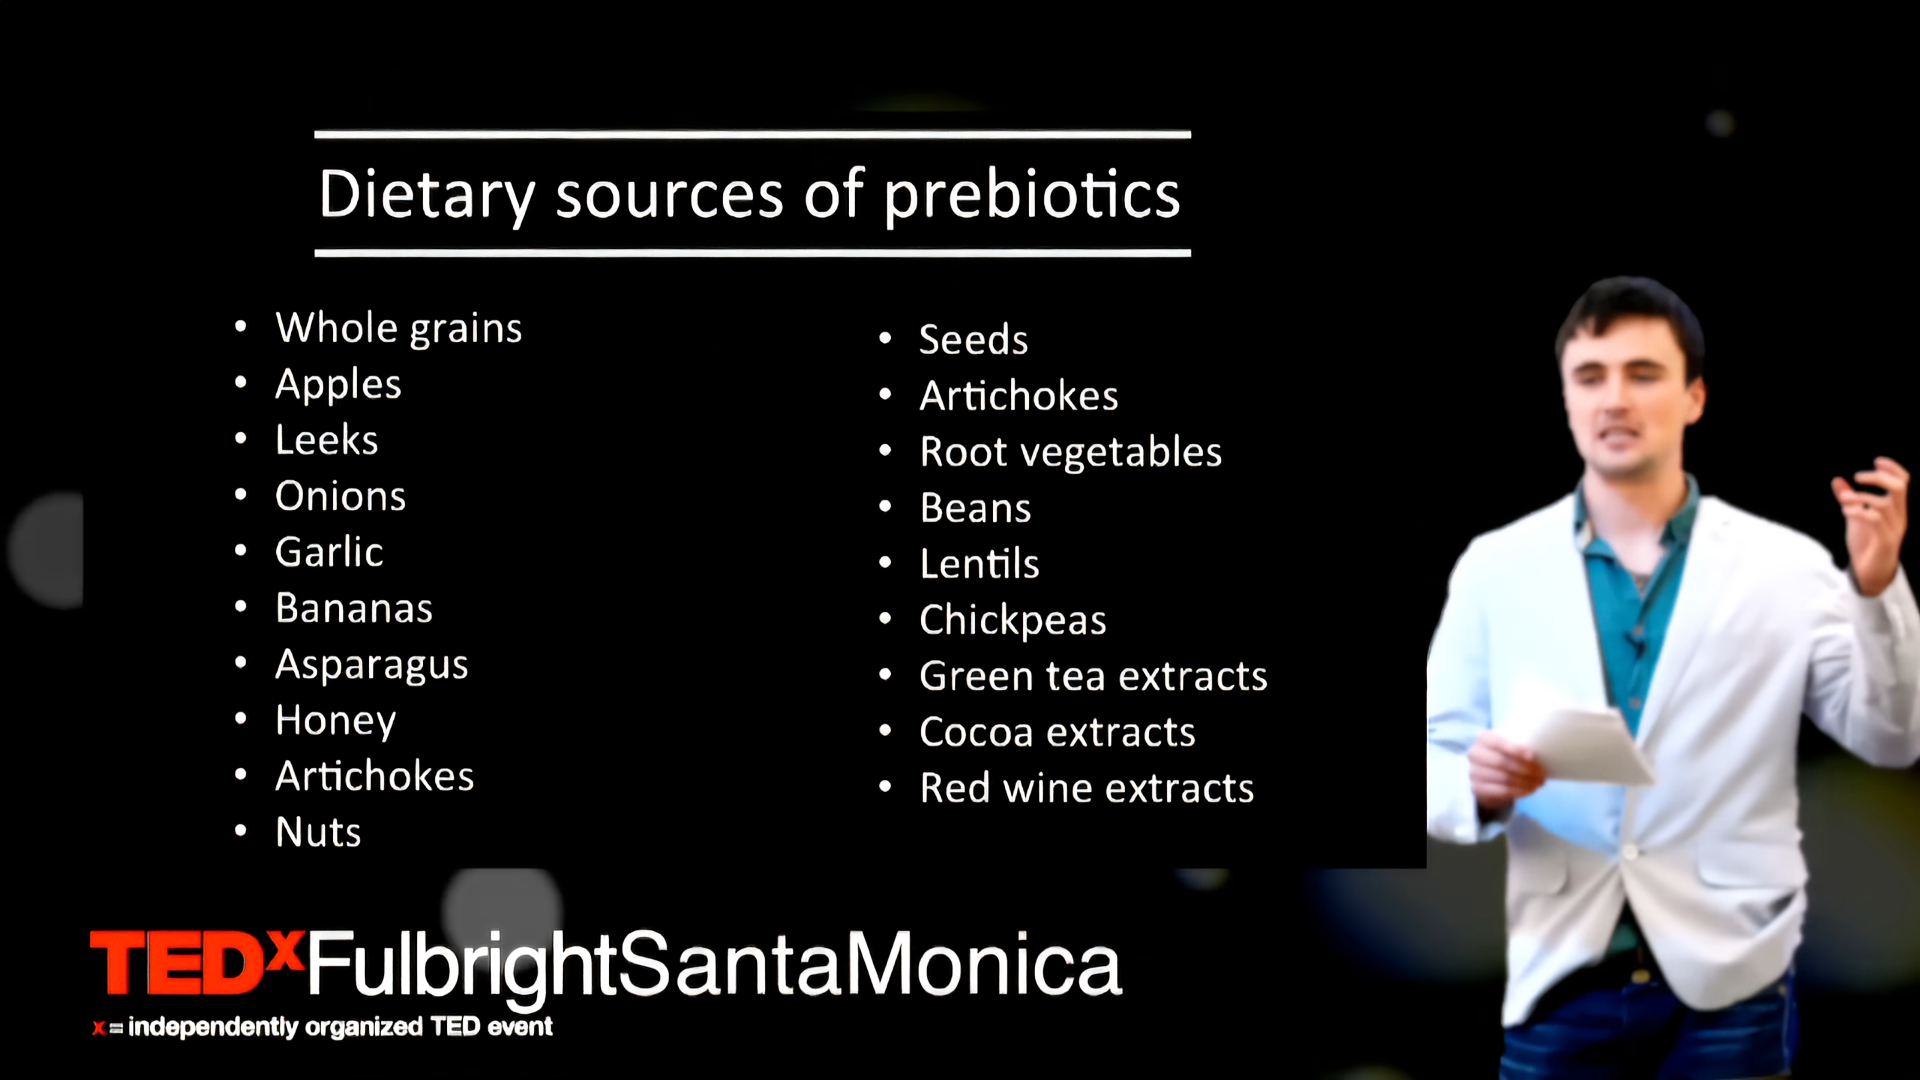 Dietary sources of prebiotics
• Whole grains
• Apples
• Leeks
• Onions
• Garlic
• Bananas
• Asparagus
• Honey
• Artichokes
• Nuts
• Seeds
• Artichokes
• Root vegetables
• Beans
• Lentils
• Chickpeas
• Green tea extracts
• Cocoa extracts
• Red wine extracts
TEDxFulbrightSantaMonica
x = independently organized TED event